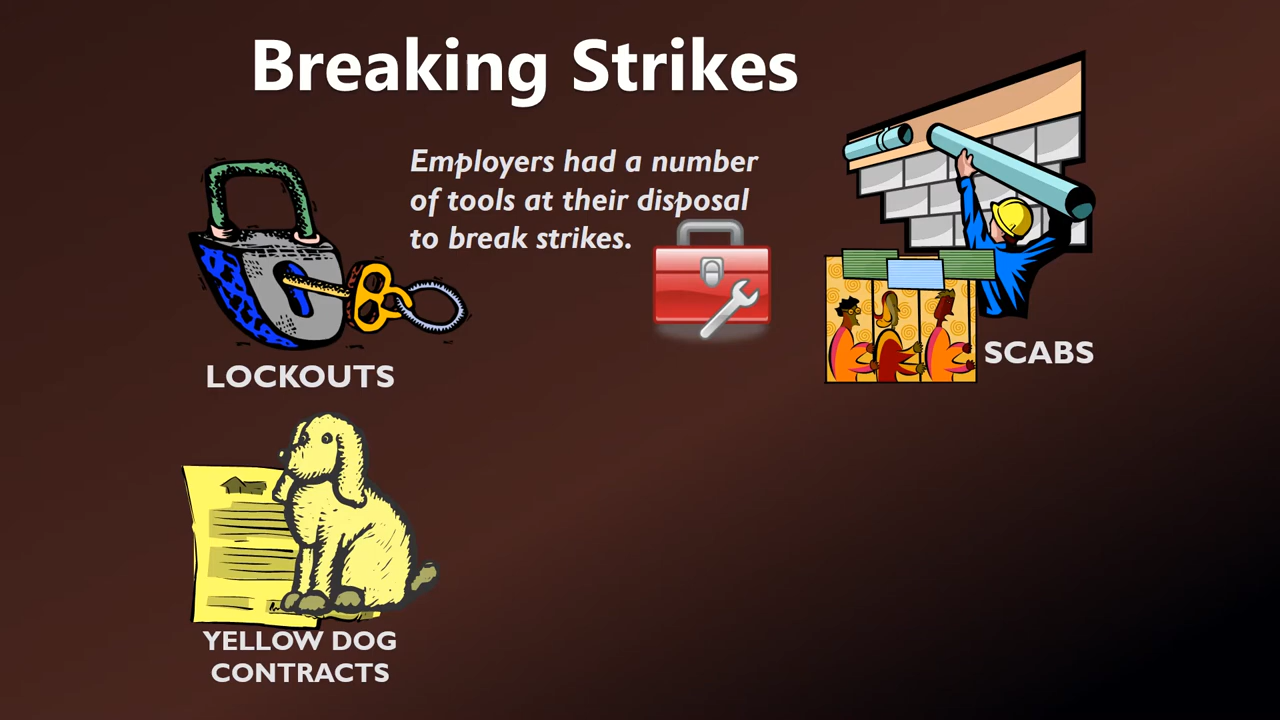 Breaking Strikes
Employers had a number
of tools at their disposal
to break strikes.
LOCKOUTS
SCABS
YELLOW DOG
CONTRACTS